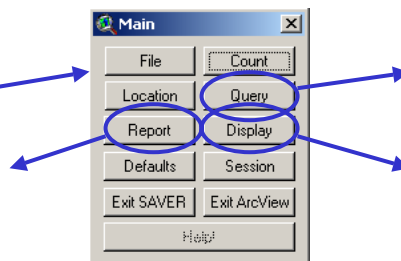 Main
File Count
Location Query
Report Display
Defaults Session
Exit SAVER Exit ArcView
Help!